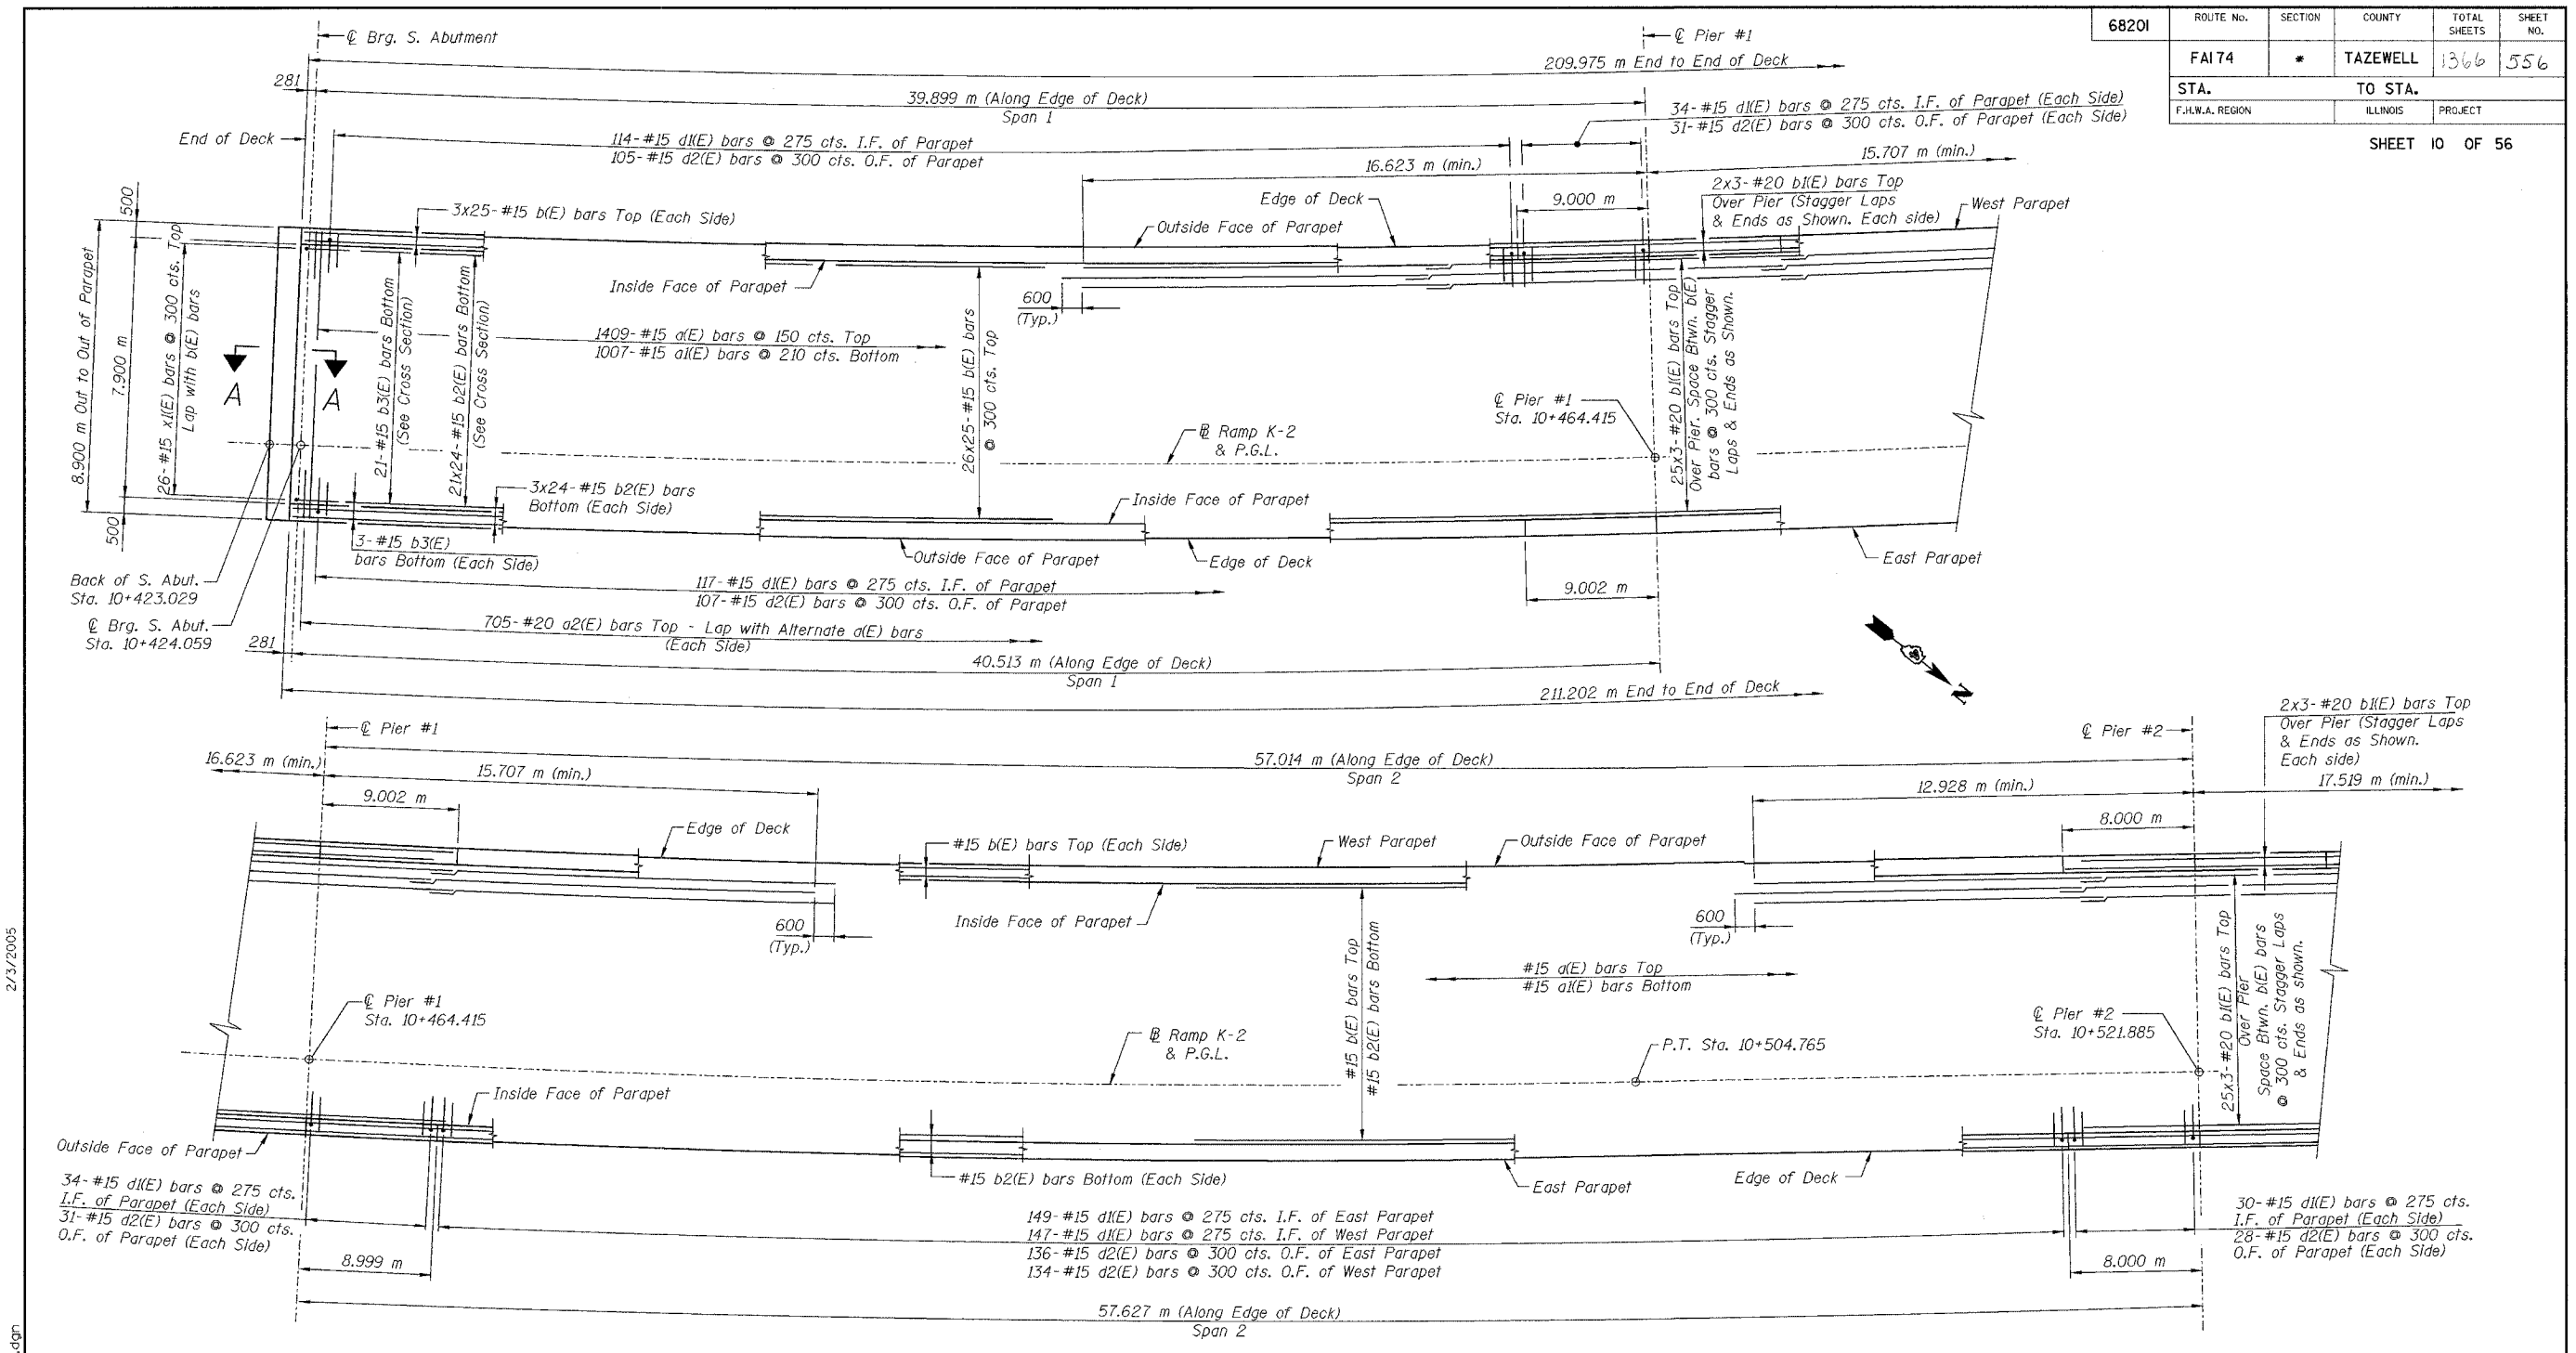 68201
ROUTE No.
SECTION
COUNTY
TOTAL SHEETS
SHEET NO.
FAI 74
*
TAZEWELL
1366
556
STA.
TO STA.
F.H.W.A. REGION
ILLINOIS
PROJECT
SHEET 10 OF 56
℄ Brg. S. Abutment
℄ Pier #1
209.975 m End to End of Deck
281
39.899 m (Along Edge of Deck)
Span 1
34-#15 d1(E) bars @ 275 cts. I.F. of Parapet (Each Side)
31-#15 d2(E) bars @ 300 cts. O.F. of Parapet (Each Side)
End of Deck
114-#15 d1(E) bars @ 275 cts. I.F. of Parapet
105-#15 d2(E) bars @ 300 cts. O.F. of Parapet
16.623 m (min.)
15.707 m (min.)
500
3x25-#15 b(E) bars Top (Each Side)
Edge of Deck
9.000 m
2x3-#20 b1(E) bars Top
Over Pier (Stagger Laps
& Ends as Shown. Each side)
West Parapet
Outside Face of Parapet
Inside Face of Parapet
600
(Typ.)
8.900 m Out to Out of Parapet
7.900 m
26-#15 x1(E) bars @ 300 cts. Top
Lap with b(E) bars
A
A
21-#15 b3(E) bars Bottom
(See Cross Section)
21x24-#15 b2(E) bars Bottom
(See Cross Section)
1409-#15 a(E) bars @ 150 cts. Top
1007-#15 a1(E) bars @ 210 cts. Bottom
26x25-#15 b(E) bars
@ 300 cts. Top
25x3-#20 b1(E) bars Top
Over Pier. Space Btwn. b(E)
bars @ 300 cts. Stagger
Laps & Ends as Shown.
℄ Pier #1
Sta. 10+464.415
℔ Ramp K-2
& P.G.L.
3x24-#15 b2(E) bars
Bottom (Each Side)
Inside Face of Parapet
500
3-#15 b3(E)
bars Bottom (Each Side)
Outside Face of Parapet
Edge of Deck
East Parapet
Back of S. Abut.
Sta. 10+423.029
117-#15 d1(E) bars @ 275 cts. I.F. of Parapet
107-#15 d2(E) bars @ 300 cts. O.F. of Parapet
9.002 m
℄ Brg. S. Abut.
Sta. 10+424.059
705-#20 a2(E) bars Top - Lap with Alternate a(E) bars
(Each Side)
281
40.513 m (Along Edge of Deck)
Span 1
211.202 m End to End of Deck
N
℄ Pier #1
℄ Pier #2
2x3-#20 b1(E) bars Top
Over Pier (Stagger Laps
& Ends as Shown.
Each side)
16.623 m (min.)
15.707 m (min.)
57.014 m (Along Edge of Deck)
Span 2
12.928 m (min.)
17.519 m (min.)
9.002 m
8.000 m
Edge of Deck
#15 b(E) bars Top (Each Side)
West Parapet
Outside Face of Parapet
Inside Face of Parapet
600
(Typ.)
600
(Typ.)
#15 b(E) bars Top
#15 b2(E) bars Bottom
#15 a(E) bars Top
#15 a1(E) bars Bottom
25x3-#20 b1(E) bars Top
Over Pier
Space Btwn. b(E) bars
@ 300 cts. Stagger Laps
& Ends as shown.
℄ Pier #1
Sta. 10+464.415
℔ Ramp K-2
& P.G.L.
P.T. Sta. 10+504.765
℄ Pier #2
Sta. 10+521.885
Inside Face of Parapet
Outside Face of Parapet
#15 b2(E) bars Bottom (Each Side)
East Parapet
Edge of Deck
34-#15 d1(E) bars @ 275 cts.
I.F. of Parapet (Each Side)
31-#15 d2(E) bars @ 300 cts.
O.F. of Parapet (Each Side)
149-#15 d1(E) bars @ 275 cts. I.F. of East Parapet
147-#15 d1(E) bars @ 275 cts. I.F. of West Parapet
136-#15 d2(E) bars @ 300 cts. O.F. of East Parapet
134-#15 d2(E) bars @ 300 cts. O.F. of West Parapet
30-#15 d1(E) bars @ 275 cts.
I.F. of Parapet (Each Side)
28-#15 d2(E) bars @ 300 cts.
O.F. of Parapet (Each Side)
8.999 m
8.000 m
57.627 m (Along Edge of Deck)
Span 2
2/3/2005
.dgn